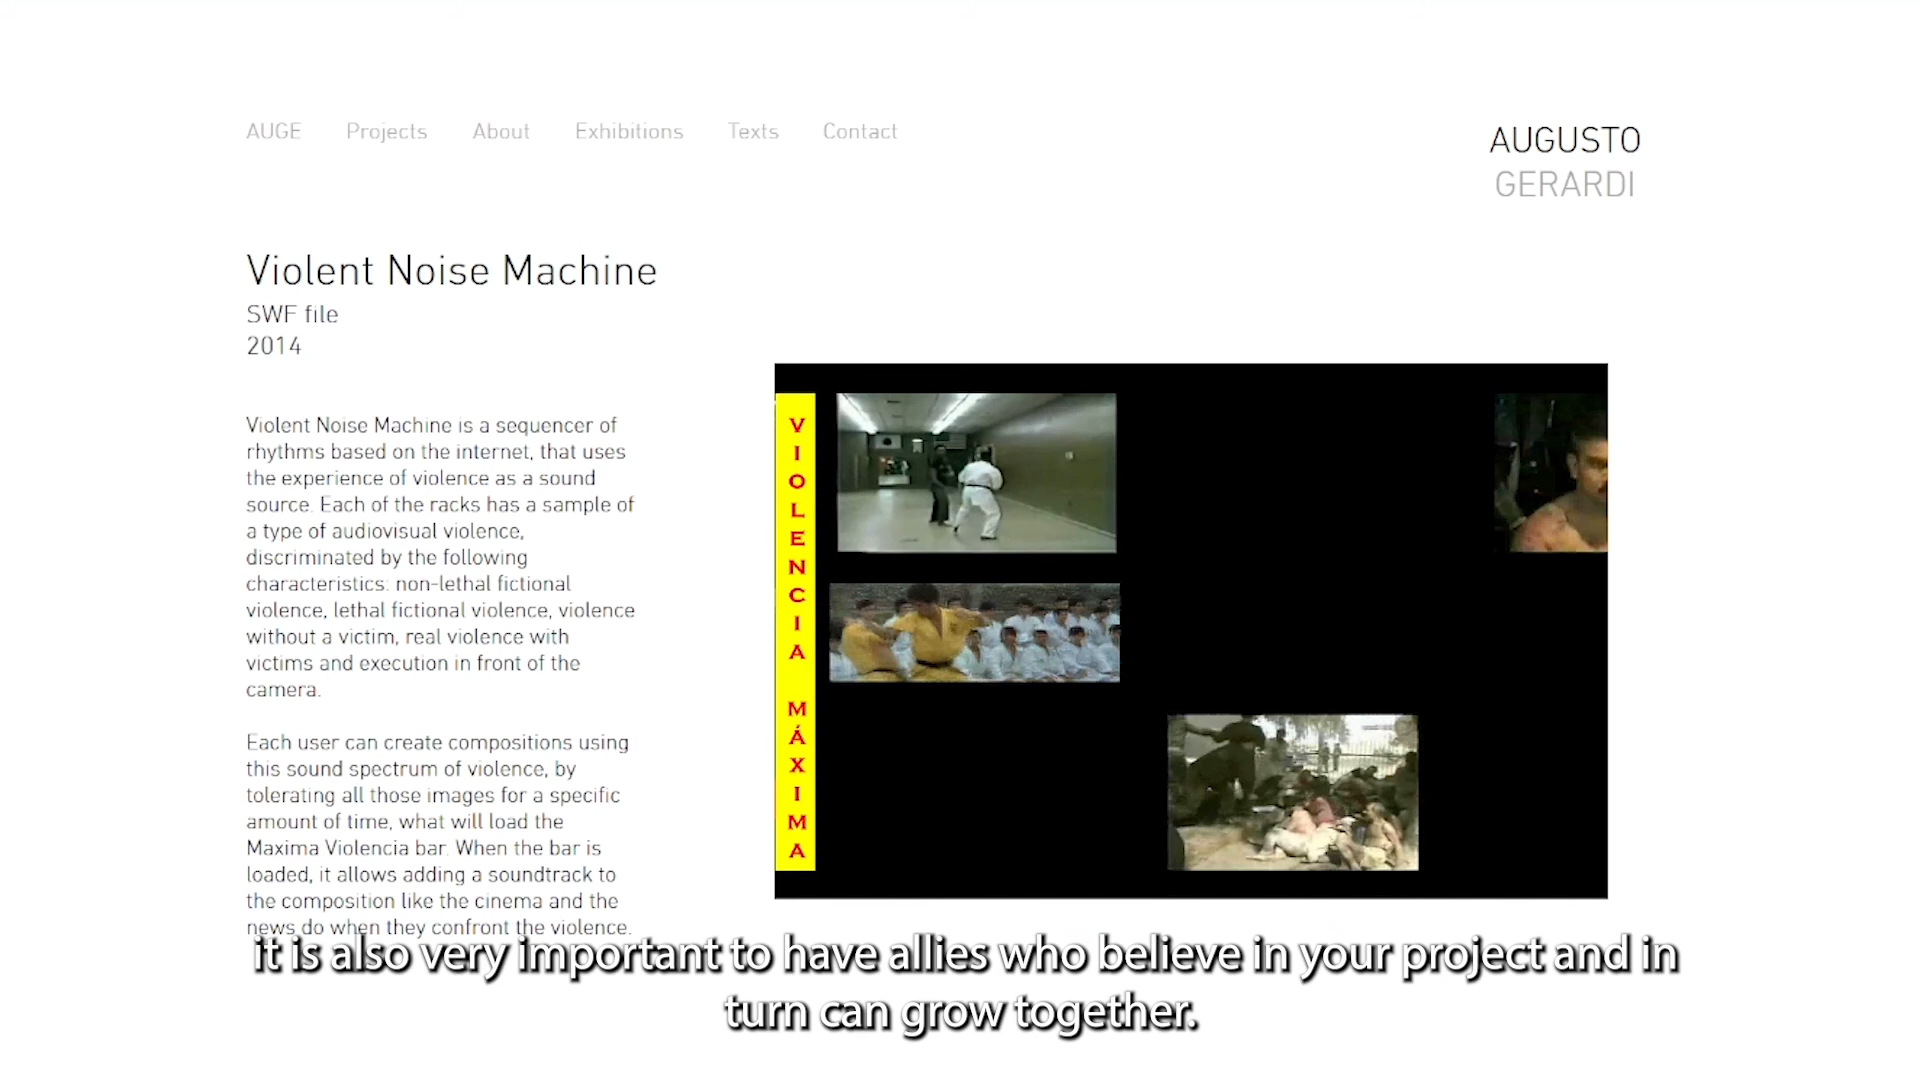 AUGE Projects About Exhibitions Texts Contact
AUGUSTO
GERARDI
Violent Noise Machine
SWF file
2014
Violent Noise Machine is a sequencer of
rhythms based on the internet, that uses
the experience of violence as a sound
source. Each of the racks has a sample of
a type of audiovisual violence,
discriminated by the following
characteristics: non-lethal fictional
violence, lethal fictional violence, violence
without a victim, real violence with
victims and execution in front of the
camera.
Each user can create compositions using
this sound spectrum of violence, by
tolerating all those images for a specific
amount of time, what will load the
Maxima Violencia bar. When the bar is
loaded, it allows adding a soundtrack to
the composition like the cinema and the
news do when they confront the violence.
VIOLENCIA MÁXIMA
it is also very important to have allies who believe in your project and in
turn can grow together.